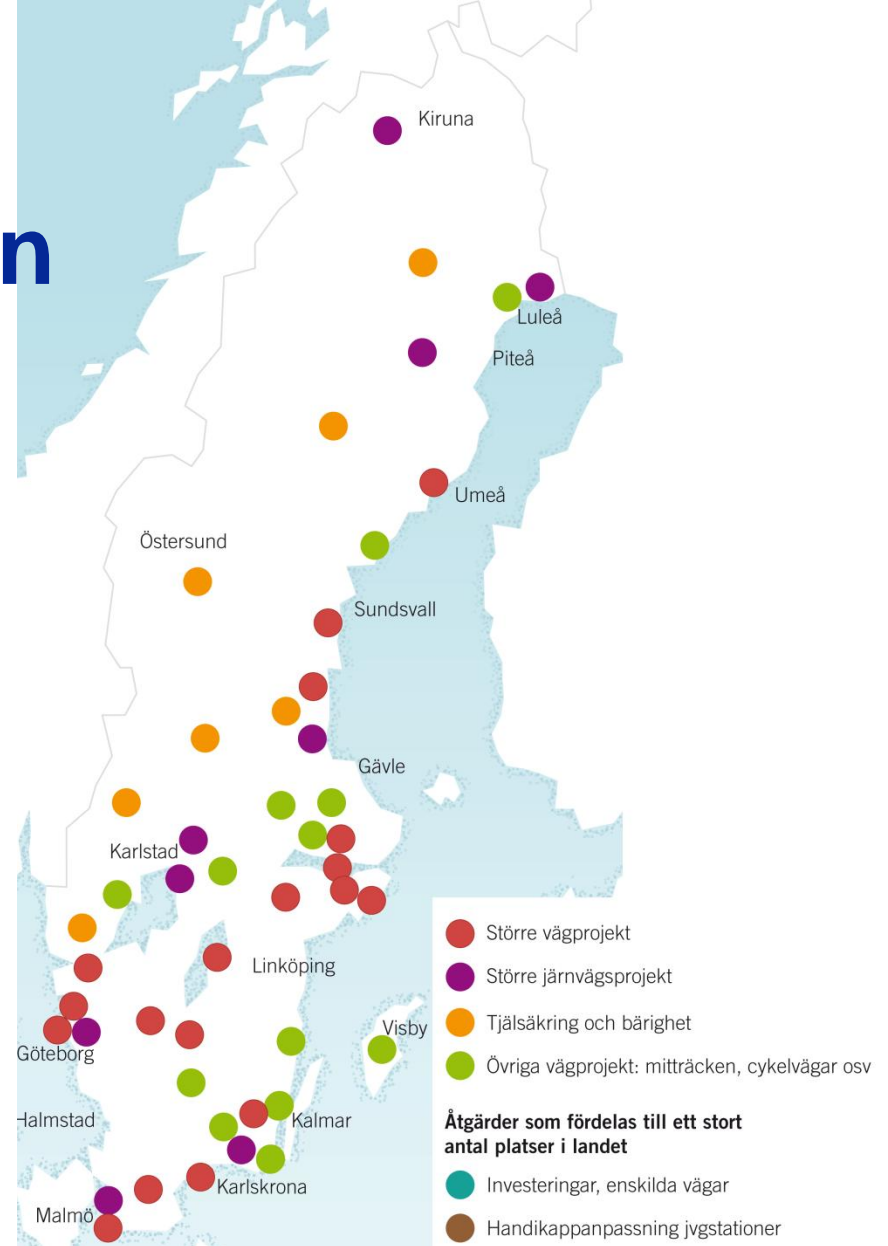 Kiruna
n
Luleå
Piteå
Umeå
Östersund
Sundsvall
Gävle
Karlstad
Linköping
Visby
Göteborg
Halmstad
Kalmar
Karlskrona
Malmö
Större vägprojekt
Större järnvägsprojekt
Tjälsäkring och bärighet
Övriga vägprojekt: mitträcken, cykelvägar osv
Åtgärder som fördelas till ett stort
antal platser i landet
Investeringar, enskilda vägar
Handikappanpassning jvgstationer